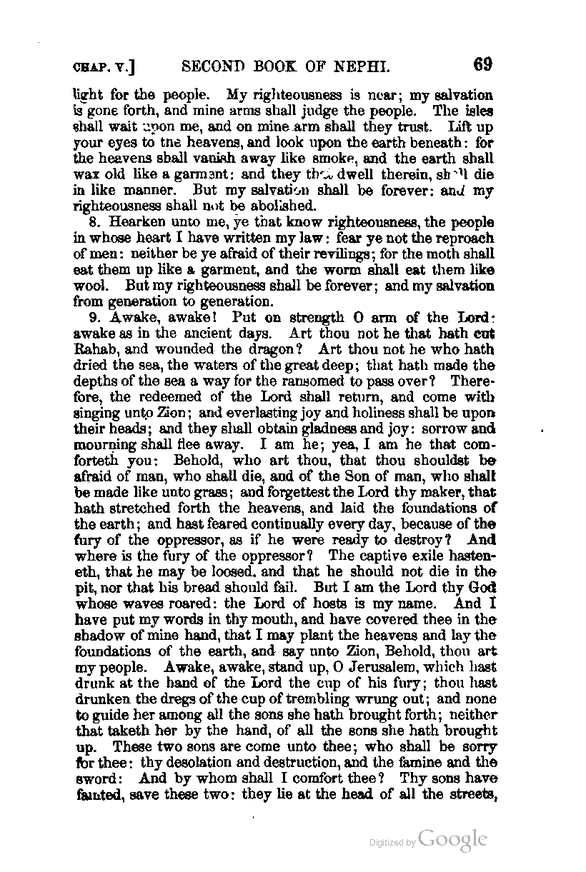 CHAP. V.] SECOND BOOK OF NEPHI. 69
light for the people. My righteousness is near; my salvation
is gone forth, and mine arms shall judge the people. The isles
shall wait upon me, and on mine arm shall they trust. Lift up
your eyes to the heavens, and look upon the earth beneath: for
the heavens shall vanish away like smoke, and the earth shall
wax old like a garment: and they that dwell therein, shall die
in like manner. But my salvation shall be forever: and my
righteousness shall not be abolished.
8. Hearken unto me, ye that know righteousness, the people
in whose heart I have written my law: fear ye not the reproach
of men: neither be ye afraid of their revilings; for the moth shall
eat them up like a garment, and the worm shall eat them like
wool. But my righteousness shall be forever; and my salvation
from generation to generation.
9. Awake, awake! Put on strength O arm of the Lord:
awake as in the ancient days. Art thou not he that hath cut
Rahab, and wounded the dragon? Art thou not he who hath
dried the sea, the waters of the great deep; that hath made the
depths of the sea a way for the ransomed to pass over? There-
fore, the redeemed of the Lord shall return, and come with
singing unto Zion; and everlasting joy and holiness shall be upon
their heads; and they shall obtain gladness and joy: sorrow and
mourning shall flee away. I am he; yea, I am he that com-
forteth you: Behold, who art thou, that thou shouldst be
afraid of man, who shall die, and of the Son of man, who shall
be made like unto grass; and forgettest the Lord thy maker, that
hath stretched forth the heavens, and laid the foundations of
the earth; and hast feared continually every day, because of the
fury of the oppressor, as if he were ready to destroy? And
where is the fury of the oppressor? The captive exile hasten-
eth, that he may be loosed. and that he should not die in the
pit, nor that his bread should fail. But I am the Lord thy God
whose waves roared: the Lord of hosts is my name. And I
have put my words in thy mouth, and have covered thee in the
shadow of mine hand, that I may plant the heavens and lay the
foundations of the earth, and say unto Zion, Behold, thou art
my people. Awake, awake, stand up, O Jerusalem, which hast
drunk at the hand of the Lord the cup of his fury; thou hast
drunken the dregs of the cup of trembling wrung out; and none
to guide her among all the sons she hath brought forth; neither
that taketh her by the hand, of all the sons she hath brought
up. These two sons are come unto thee; who shall be sorry
for thee: thy desolation and destruction, and the famine and the
sword: And by whom shall I comfort thee? Thy sons have
fainted, save these two: they lie at the head of all the streets,
Digitized by Google